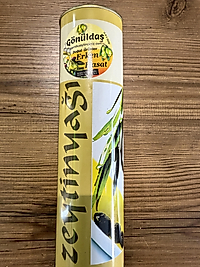 Gönüldaş
Erken
Hasat
zeytinyağı